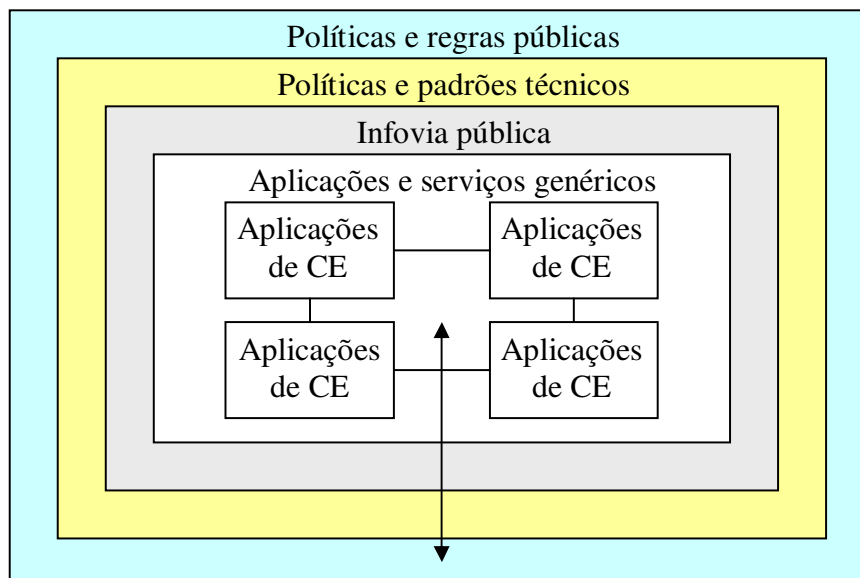 Políticas e regras públicas
Políticas e padrões técnicos
Infovia pública
Aplicações e serviços genéricos
Aplicações
de CE
Aplicações
de CE
Aplicações
de CE
Aplicações
de CE